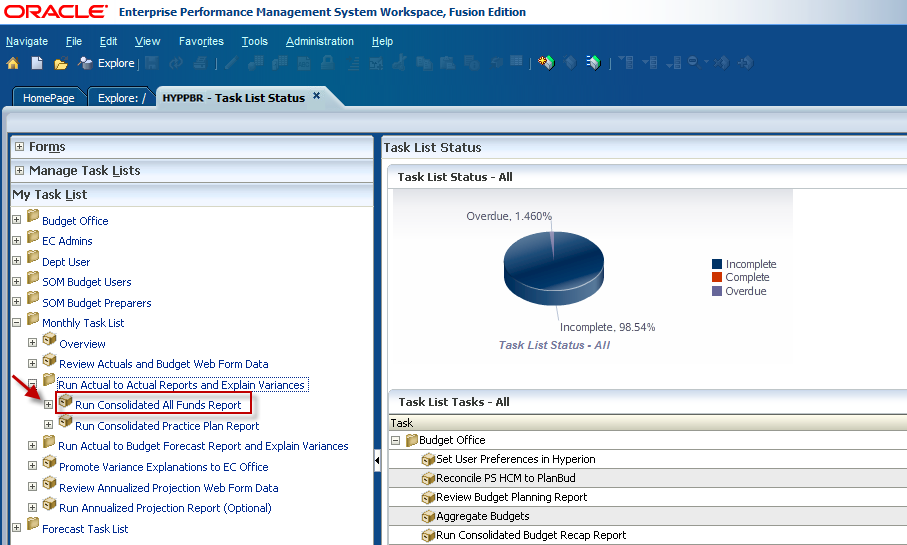 ORACLE Enterprise Performance Management System Workspace, Fusion Edition
Navigate File Edit View Favorites Tools Administration Help
Explore
HomePage Explore: / HYPPBR - Task List Status
Forms
Manage Task Lists
My Task List
Budget Office
EC Admins
Dept User
SOM Budget Users
SOM Budget Preparers
Monthly Task List
Overview
Review Actuals and Budget Web Form Data
Run Actual to Actual Reports and Explain Variances
Run Consolidated All Funds Report
Run Consolidated Practice Plan Report
Run Actual to Budget Forecast Report and Explain Variances
Promote Variance Explanations to EC Office
Review Annualized Projection Web Form Data
Run Annualized Projection Report (Optional)
Forecast Task List
Task List Status
Task List Status - All
Overdue, 1.460%
Incomplete
Complete
Overdue
Incomplete, 98.54%
Task List Status - All
Task List Tasks - All
Task
Budget Office
Set User Preferences in Hyperion
Reconcile PS HCM to PlanBud
Review Budget Planning Report
Aggregate Budgets
Run Consolidated Budget Recap Report